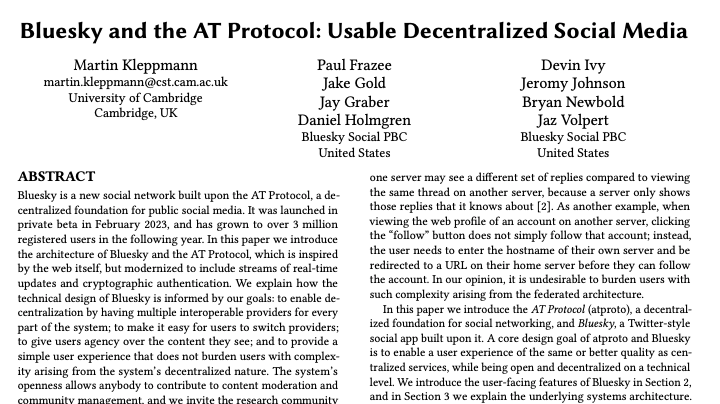 Bluesky and the AT Protocol: Usable Decentralized Social Media
Martin Kleppmann
martin.kleppmann@cst.cam.ac.uk
University of Cambridge
Cambridge, UK
Paul Frazee
Jake Gold
Jay Graber
Daniel Holmgren
Bluesky Social PBC
United States
Devin Ivy
Jeromy Johnson
Bryan Newbold
Jaz Volpert
Bluesky Social PBC
United States
ABSTRACT
Bluesky is a new social network built upon the AT Protocol, a de-
centralized foundation for public social media. It was launched in
private beta in February 2023, and has grown to over 3 million
registered users in the following year. In this paper we introduce
the architecture of Bluesky and the AT Protocol, which is inspired
by the web itself, but modernized to include streams of real-time
updates and cryptographic authentication. We explain how the
technical design of Bluesky is informed by our goals: to enable de-
centralization by having multiple interoperable providers for every
part of the system; to make it easy for users to switch providers;
to give users agency over the content they see; and to provide a
simple user experience that does not burden users with complex-
ity arising from the system's decentralized nature. The system's
openness allows anybody to contribute to content moderation and
community management, and we invite the research community
one server may see a different set of replies compared to viewing
the same thread on another server, because a server only shows
those replies that it knows about [2]. As another example, when
viewing the web profile of an account on another server, clicking
the “follow” button does not simply follow that account; instead,
the user needs to enter the hostname of their own server and be
redirected to a URL on their home server before they can follow
the account. In our opinion, it is undesirable to burden users with
such complexity arising from the federated architecture.
In this paper we introduce the AT Protocol (atproto), a decentral-
ized foundation for social networking, and Bluesky, a Twitter-style
social app built upon it. A core design goal of atproto and Bluesky
is to enable a user experience of the same or better quality as cen-
tralized services, while being open and decentralized on a technical
level. We introduce the user-facing features of Bluesky in Section 2,
and in Section 3 we explain the underlying systems architecture.